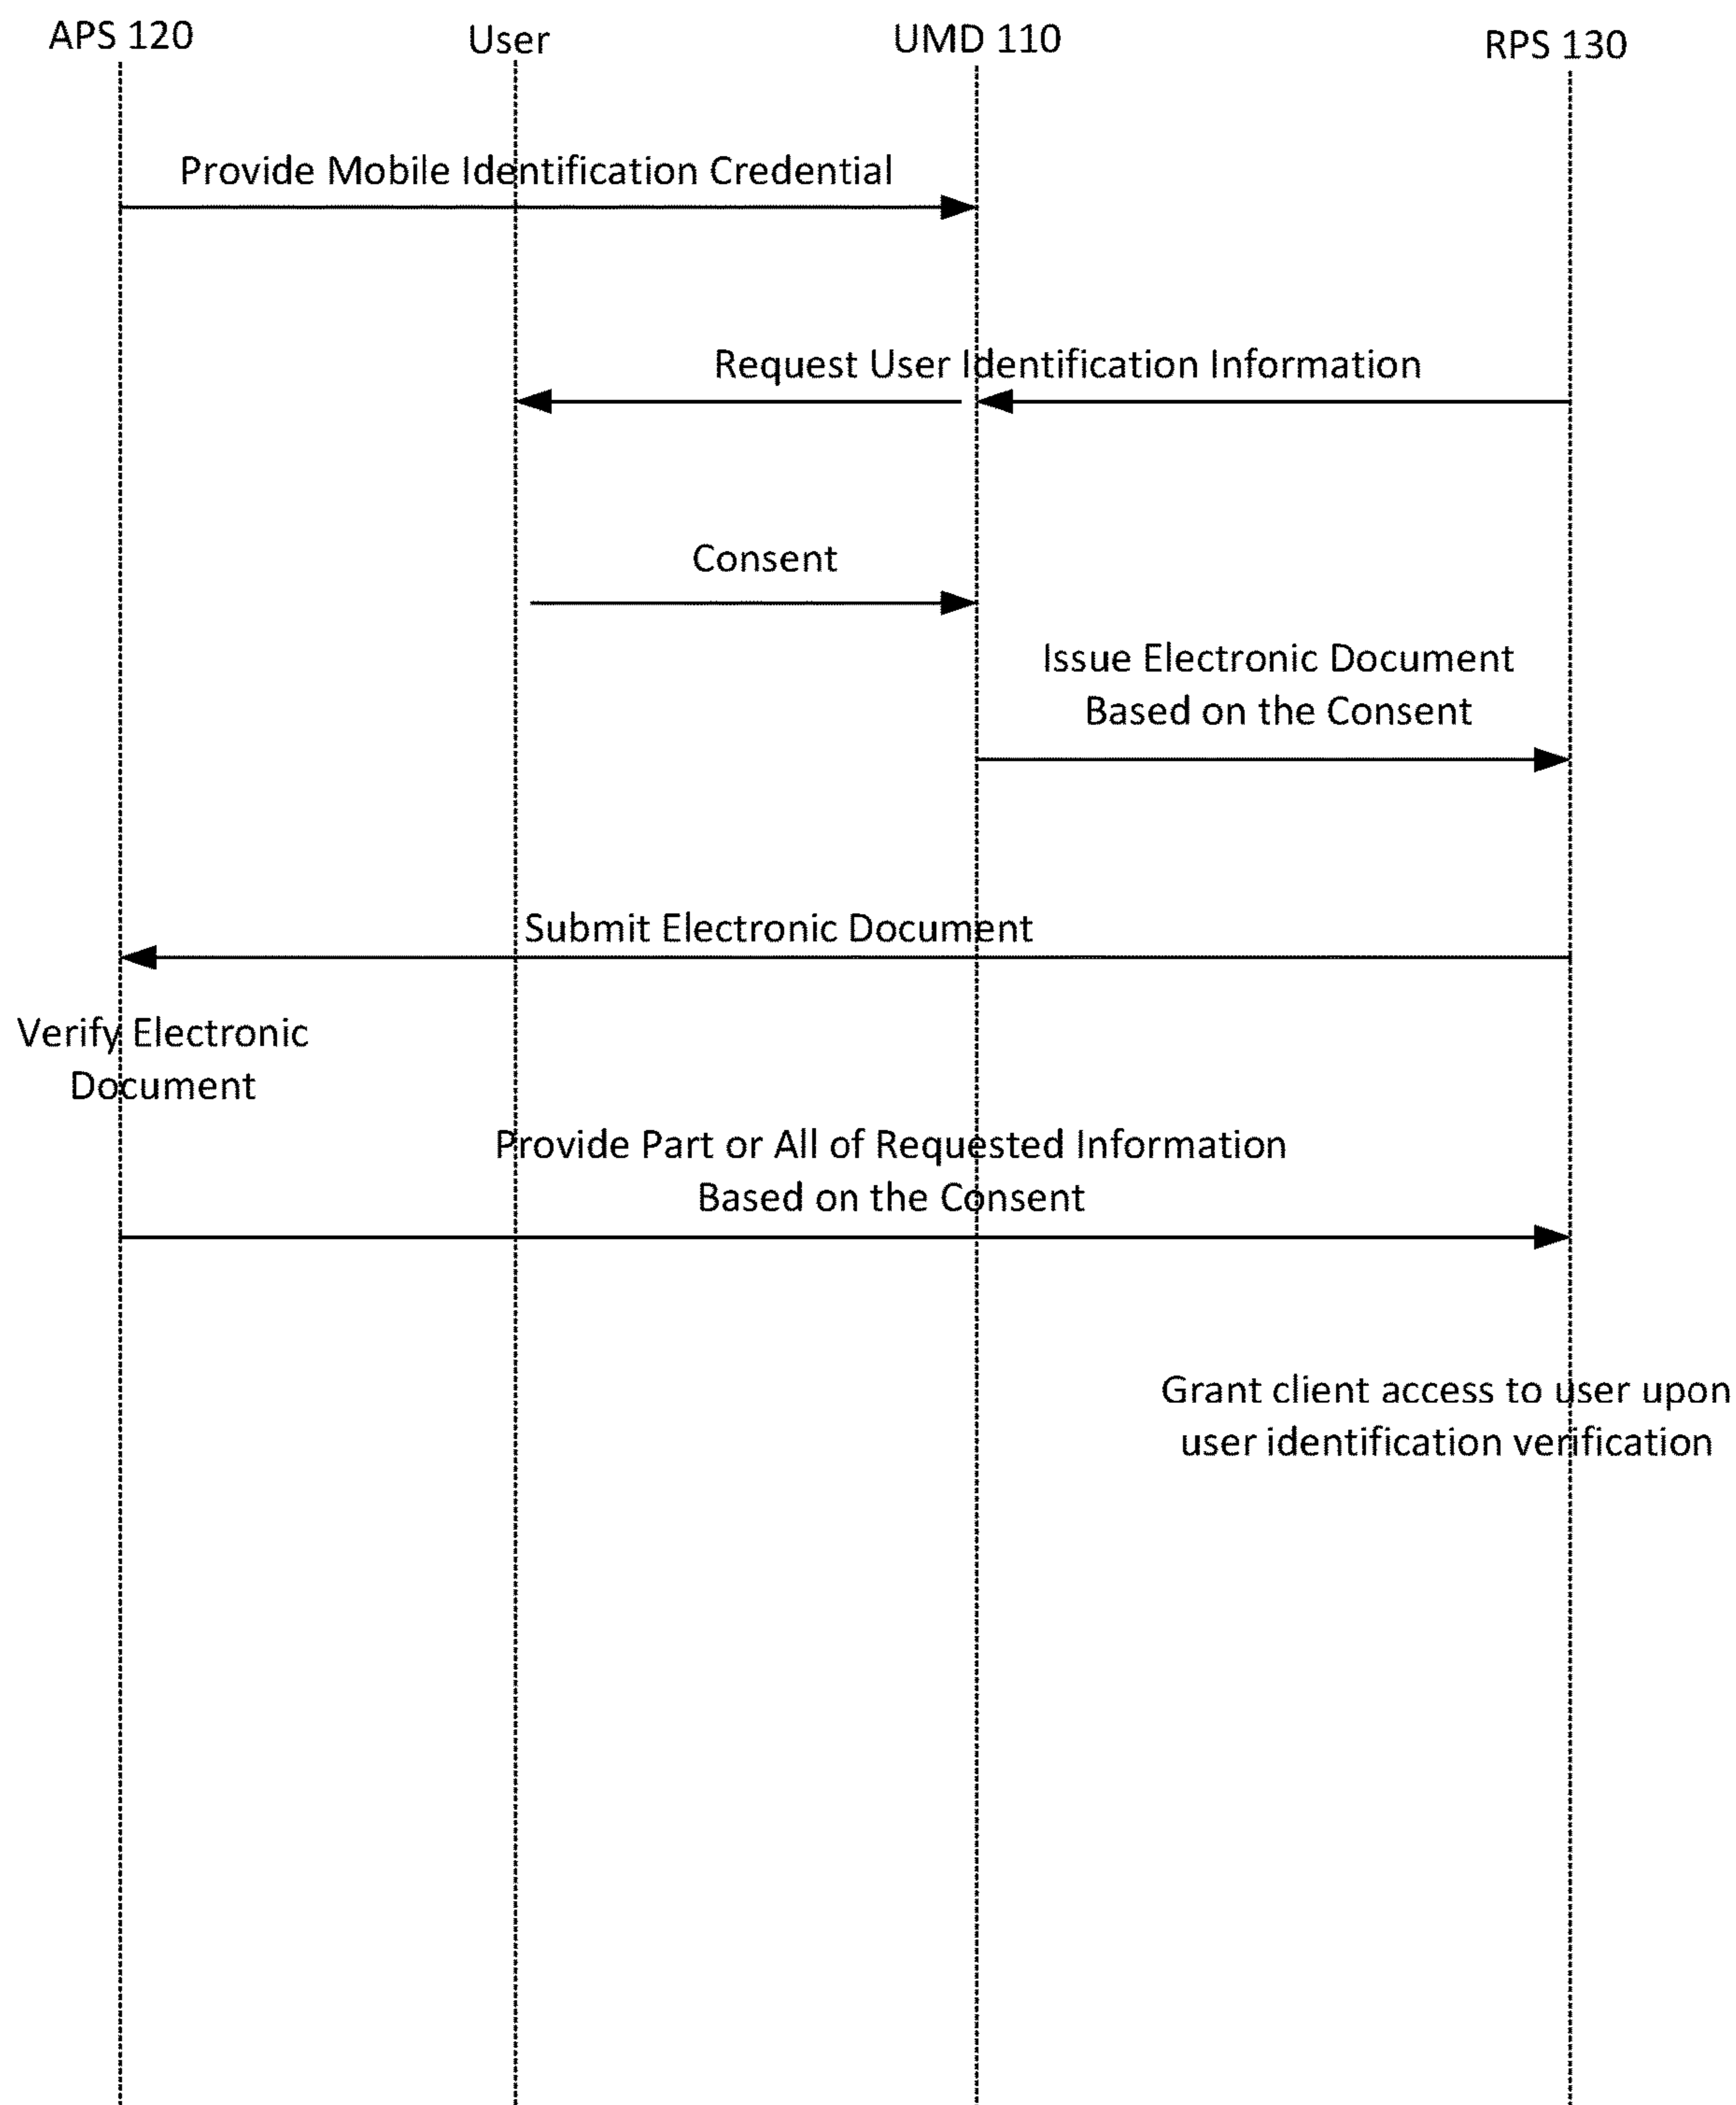 APS 120
User
UMD 110
RPS 130
Provide Mobile Identification Credential
Request User Identification Information
Consent
Issue Electronic Document
Based on the Consent
Submit Electronic Document
Verify Electronic
Document
Provide Part or All of Requested Information
Based on the Consent
Grant client access to user upon
user identification verification